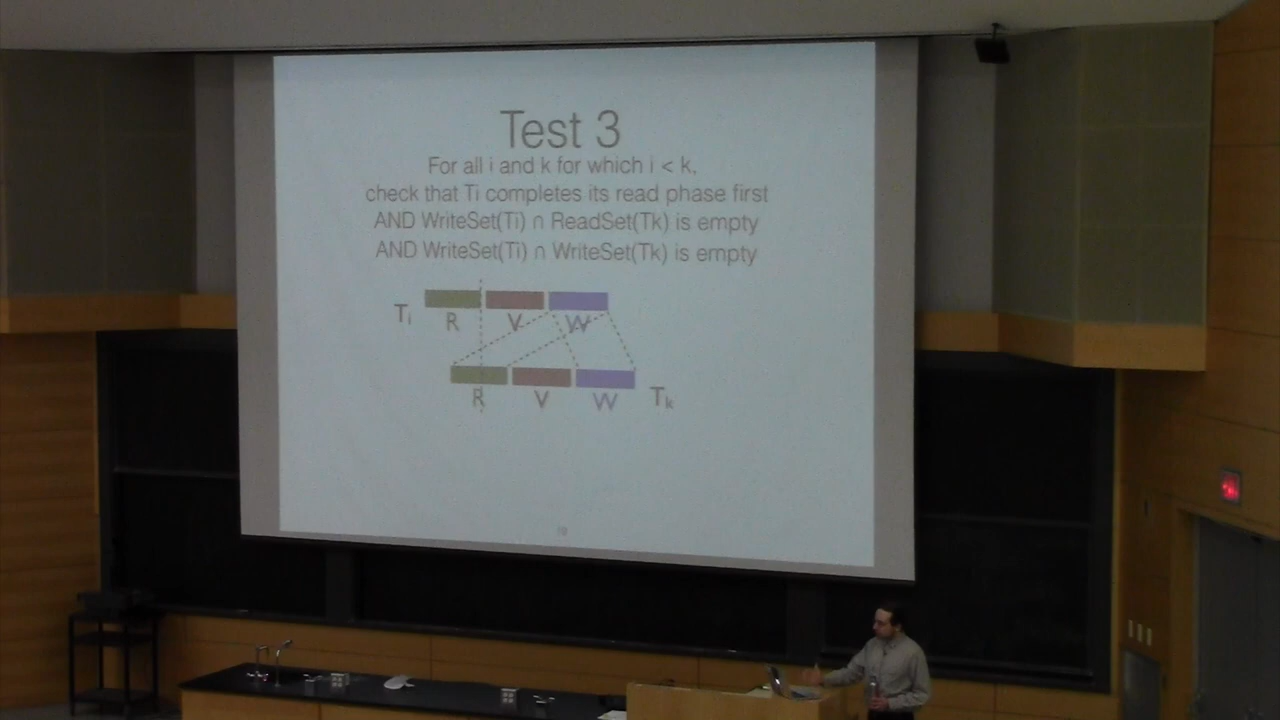 Test 3
For all i and k for which i < k,
check that Ti completes its read phase first
AND WriteSet(Ti) ∩ ReadSet(Tk) is empty
AND WriteSet(Ti) ∩ WriteSet(Tk) is empty
Ti R V W
R V W Tk